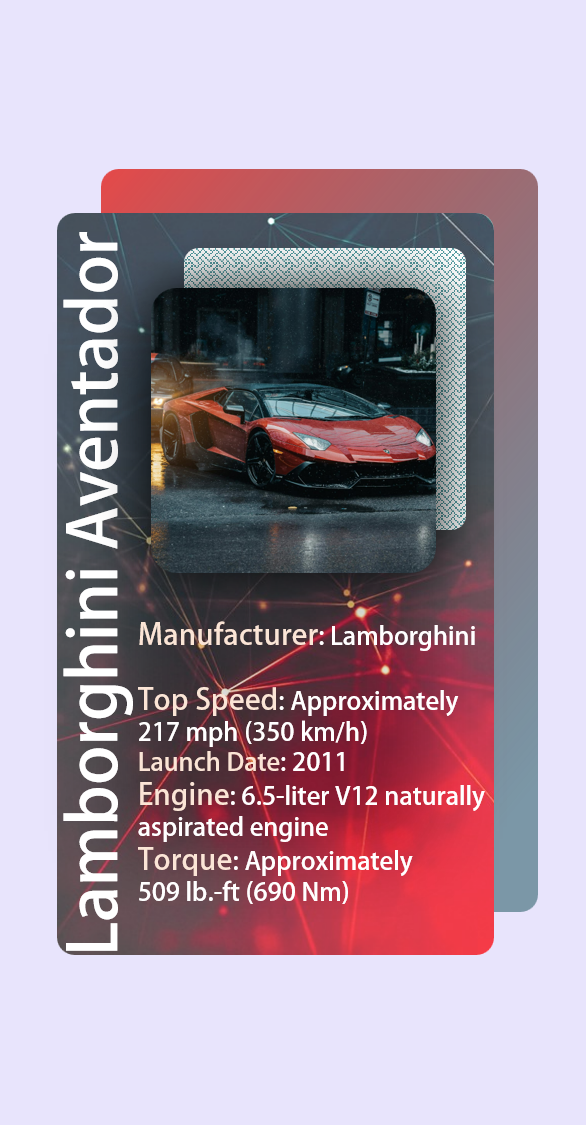 Lamborghini Aventador
Manufacturer: Lamborghini
Top Speed: Approximately
217 mph (350 km/h)
Launch Date: 2011
Engine: 6.5-liter V12 naturally
aspirated engine
Torque: Approximately
509 lb.-ft (690 Nm)